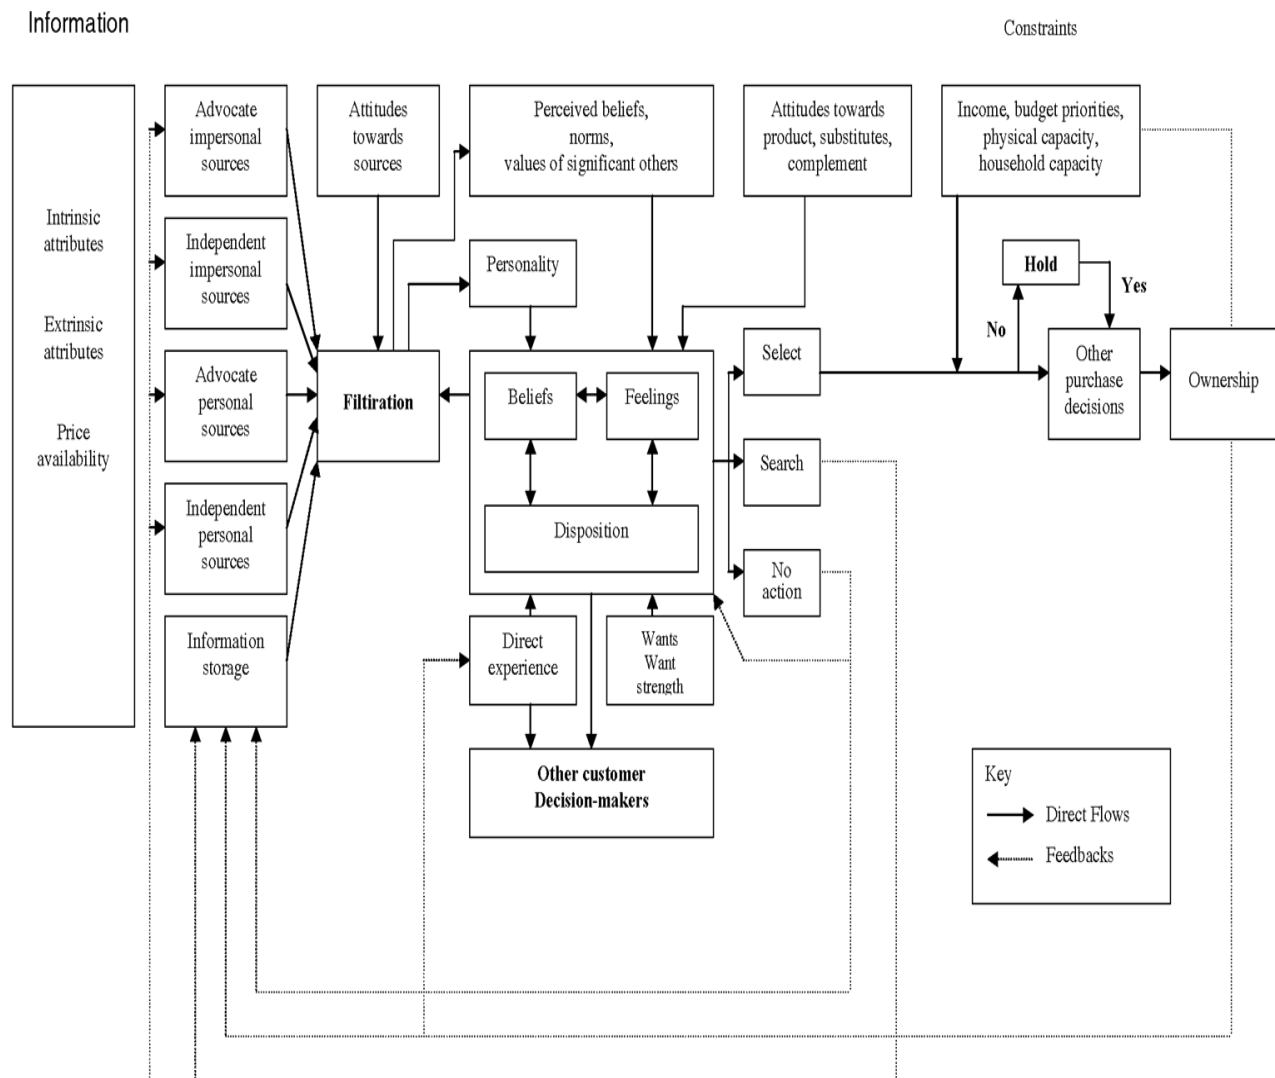 Information
Constraints
Intrinsic
attributes
Extrinsic
attributes
Price
availability
Advocate
impersonal
sources
Independent
impersonal
sources
Advocate
personal
sources
Independent
personal
sources
Information
storage
Attitudes
towards
sources
Filtiration
Perceived beliefs,
norms,
values of significant others
Personality
Beliefs
Feelings
Disposition
Direct
experience
Wants
Want
strength
Other customer
Decision-makers
Attitudes towards
product, substitutes,
complement
Select
Search
No
action
Income, budget priorities,
physical capacity,
household capacity
Hold
No
Yes
Other
purchase
decisions
Ownership
Key
Direct Flows
Feedbacks